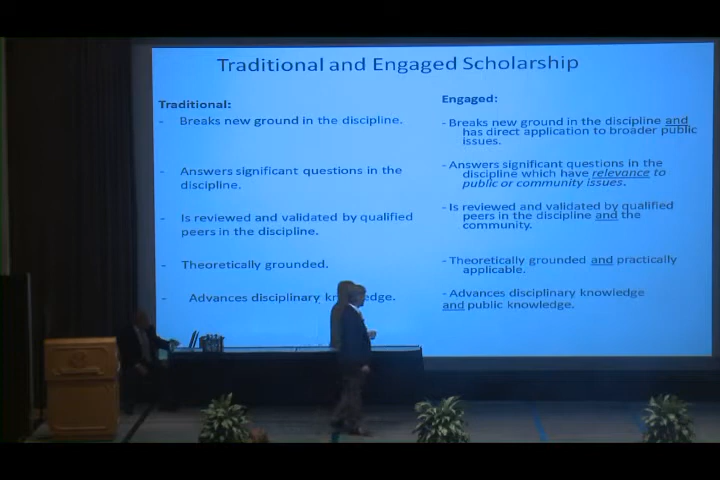 Traditional and Engaged Scholarship
Traditional:
- Breaks new ground in the discipline.
- Answers significant questions in the
discipline.
- Is reviewed and validated by qualified
peers in the discipline.
- Theoretically grounded.
- Advances disciplinary knowledge.
Engaged:
- Breaks new ground in the discipline and
has direct application to broader public
issues.
- Answers significant questions in the
discipline which have relevance to
public or community issues.
- Is reviewed and validated by qualified
peers in the discipline and the
community.
- Theoretically grounded and practically
applicable.
- Advances disciplinary knowledge
and public knowledge.